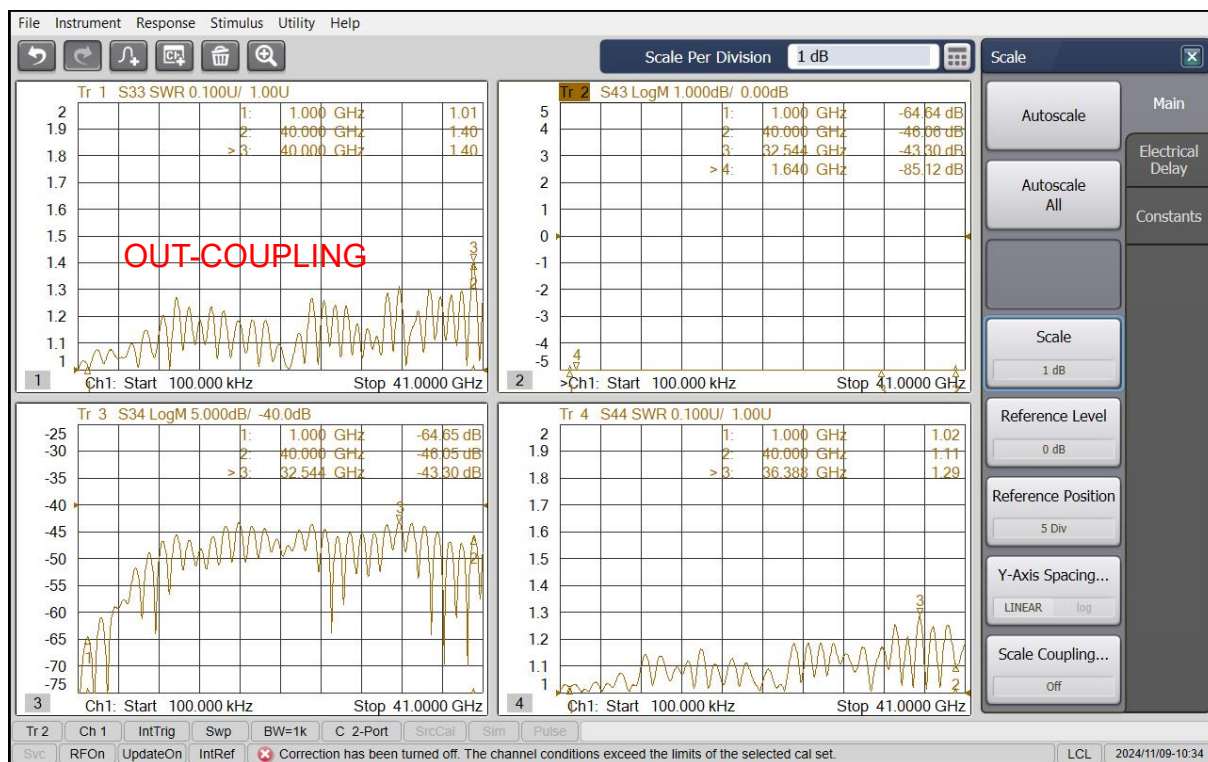 File Instrument Response Stimulus Utility Help
Scale Per Division 1 dB
Scale
Tr 1 S33 SWR 0.100U/ 1.00U
2
1.9
1.8
1.7
1.6
1.5
1.4
1.3
1.2
1.1
1
1: 1.000 GHz 1.01
2: 40.000 GHz 1.40
> 3: 40.000 GHz 1.40
OUT-COUPLING
3
2
1 Ch1: Start 100.000 kHz Stop 41.0000 GHz
Tr 2 S43 LogM 1.000dB/ 0.00dB
5
4
3
2
1
0
-1
-2
-3
-4
-5
1: 1.000 GHz -64.64 dB
2: 40.000 GHz -46.06 dB
3: 32.544 GHz -43.30 dB
> 4: 1.640 GHz -85.12 dB
4
2 >Ch1: Start 100.000 kHz Stop 41.0000 GHz
Tr 3 S34 LogM 5.000dB/ -40.0dB
-25
-30
-35
-40
-45
-50
-55
-60
-65
-70
-75
1: 1.000 GHz -64.65 dB
2: 40.000 GHz -46.05 dB
> 3: 32.544 GHz -43.30 dB
3
2
3 Ch1: Start 100.000 kHz Stop 41.0000 GHz
Tr 4 S44 SWR 0.100U/ 1.00U
2
1.9
1.8
1.7
1.6
1.5
1.4
1.3
1.2
1.1
1
1: 1.000 GHz 1.02
2: 40.000 GHz 1.11
> 3: 36.388 GHz 1.29
3
2
4 Ch1: Start 100.000 kHz Stop 41.0000 GHz
Autoscale
Autoscale
All
Scale
1 dB
Reference Level
0 dB
Reference Position
5 Div
Y-Axis Spacing...
LINEAR log
Scale Coupling...
Off
Main
Electrical
Delay
Constants
Tr 2 Ch 1 IntTrig Swp BW=1k C 2-Port SrcCal Sim Pulse
Svc RFOn UpdateOn IntRef Correction has been turned off. The channel conditions exceed the limits of the selected cal set. LCL 2024/11/09-10:34